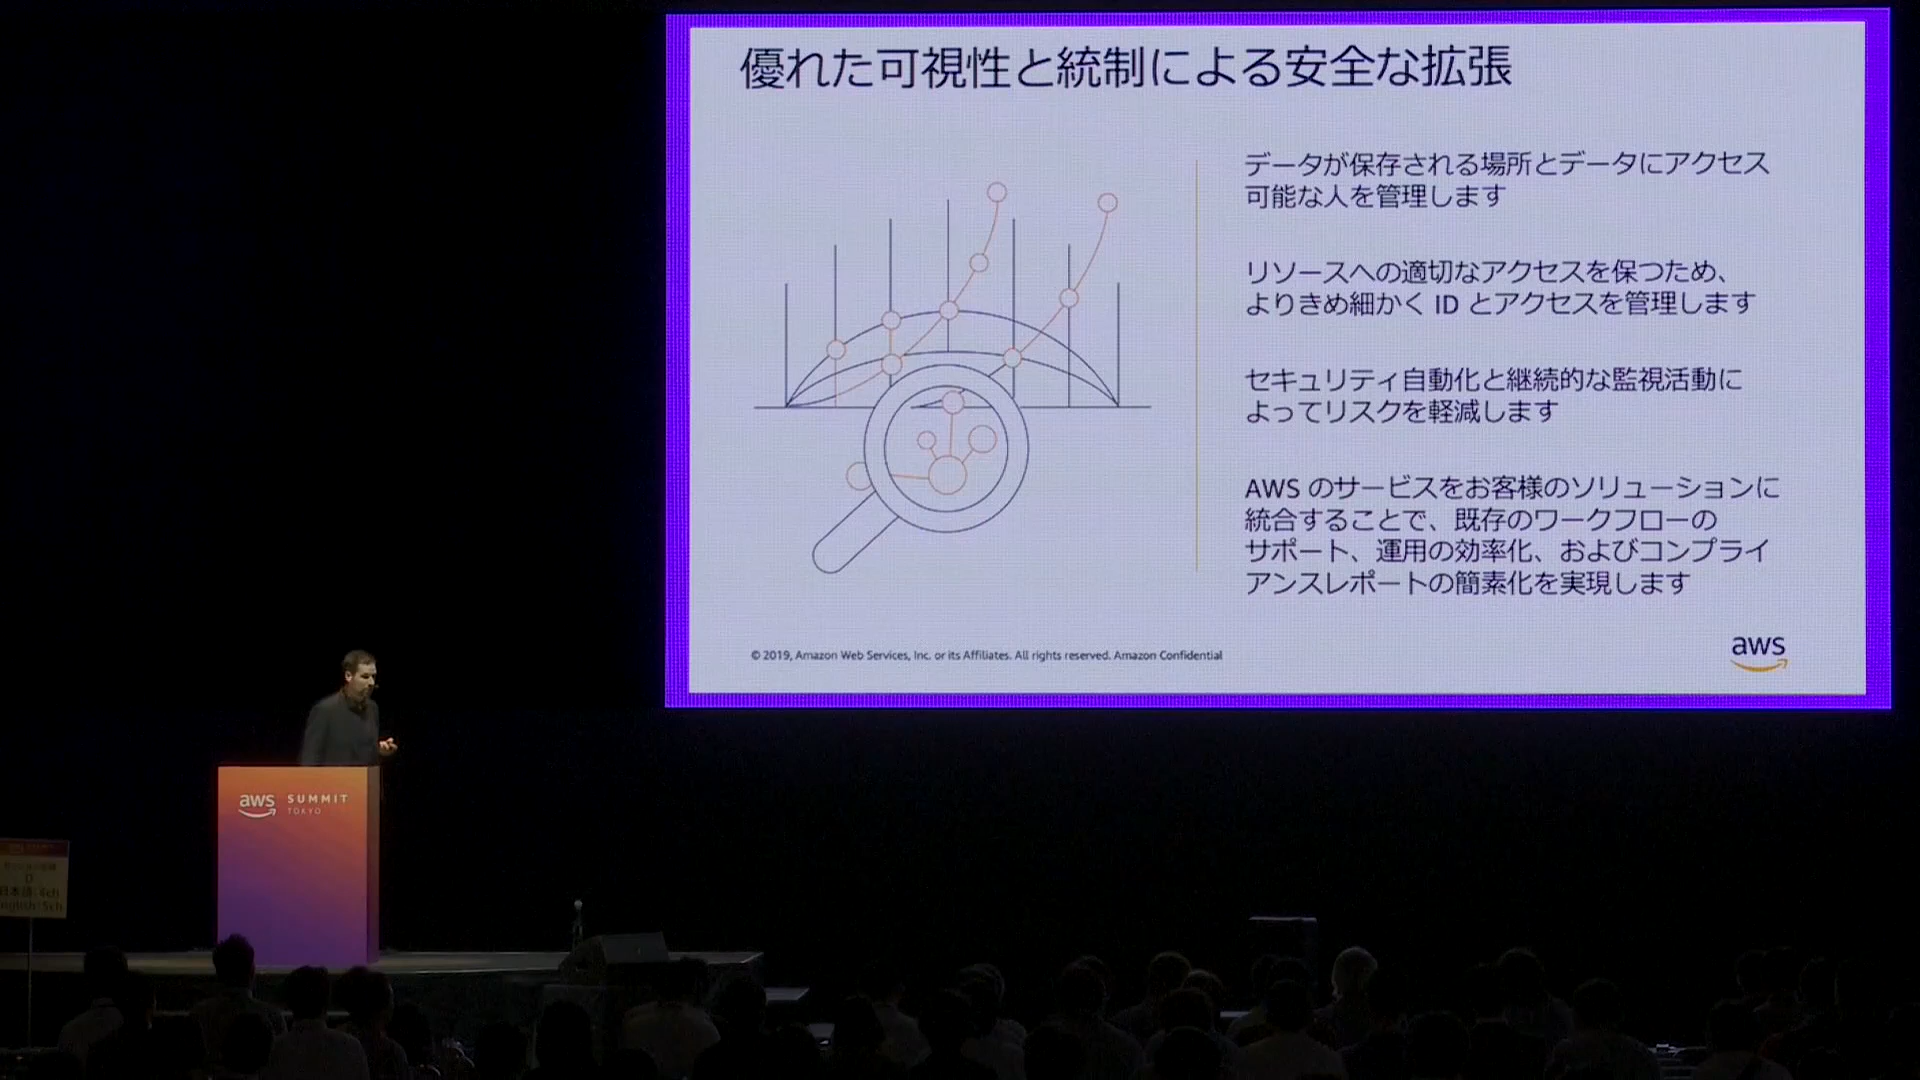 優れた可視性と統制による安全な拡張
データが保存される場所とデータにアクセス
可能な人を管理します
リソースへの適切なアクセスを保つため、
よりきめ細かく ID とアクセスを管理します
セキュリティ自動化と継続的な監視活動に
よってリスクを軽減します
AWS のサービスをお客様のソリューションに
統合することで、既存のワークフローの
サポート、運用の効率化、およびコンプライ
アンスレポートの簡素化を実現します
© 2019, Amazon Web Services, Inc. or its Affiliates. All rights reserved. Amazon Confidential
aws
aws SUMMIT
TOKYO
日本語: 4ch
English: 5ch